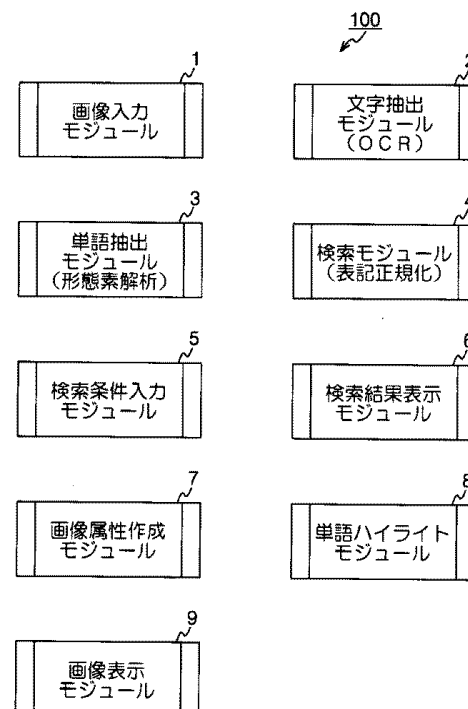 100
1
画像入力
モジュール
2
文字抽出
モジュール
(OCR)
3
単語抽出
モジュール
(形態素解析)
4
検索モジュール
(表記正規化)
5
検索条件入力
モジュール
6
検索結果表示
モジュール
7
画像属性作成
モジュール
8
単語ハイライト
モジュール
9
画像表示
モジュール